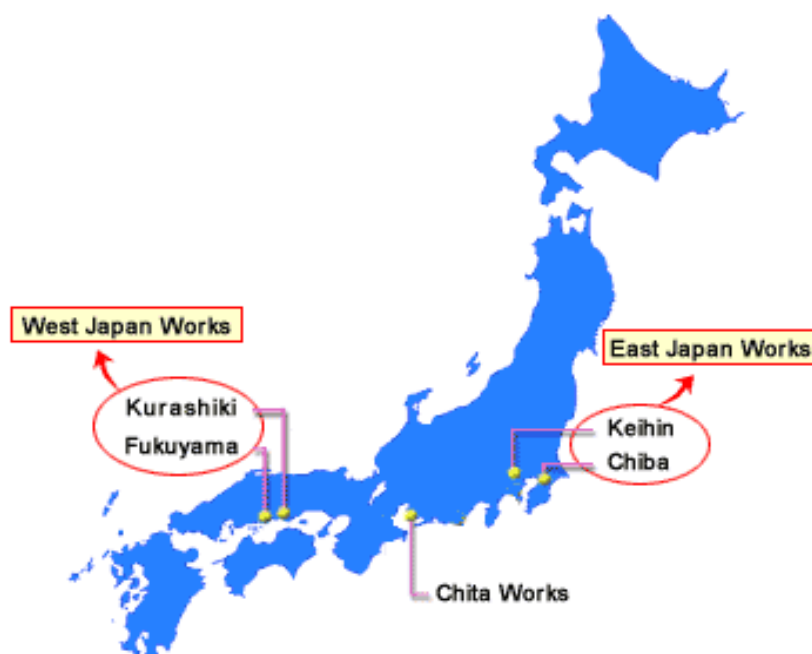 West Japan Works
East Japan Works
Kurashiki
Fukuyama
Keihin
Chiba
Chita Works